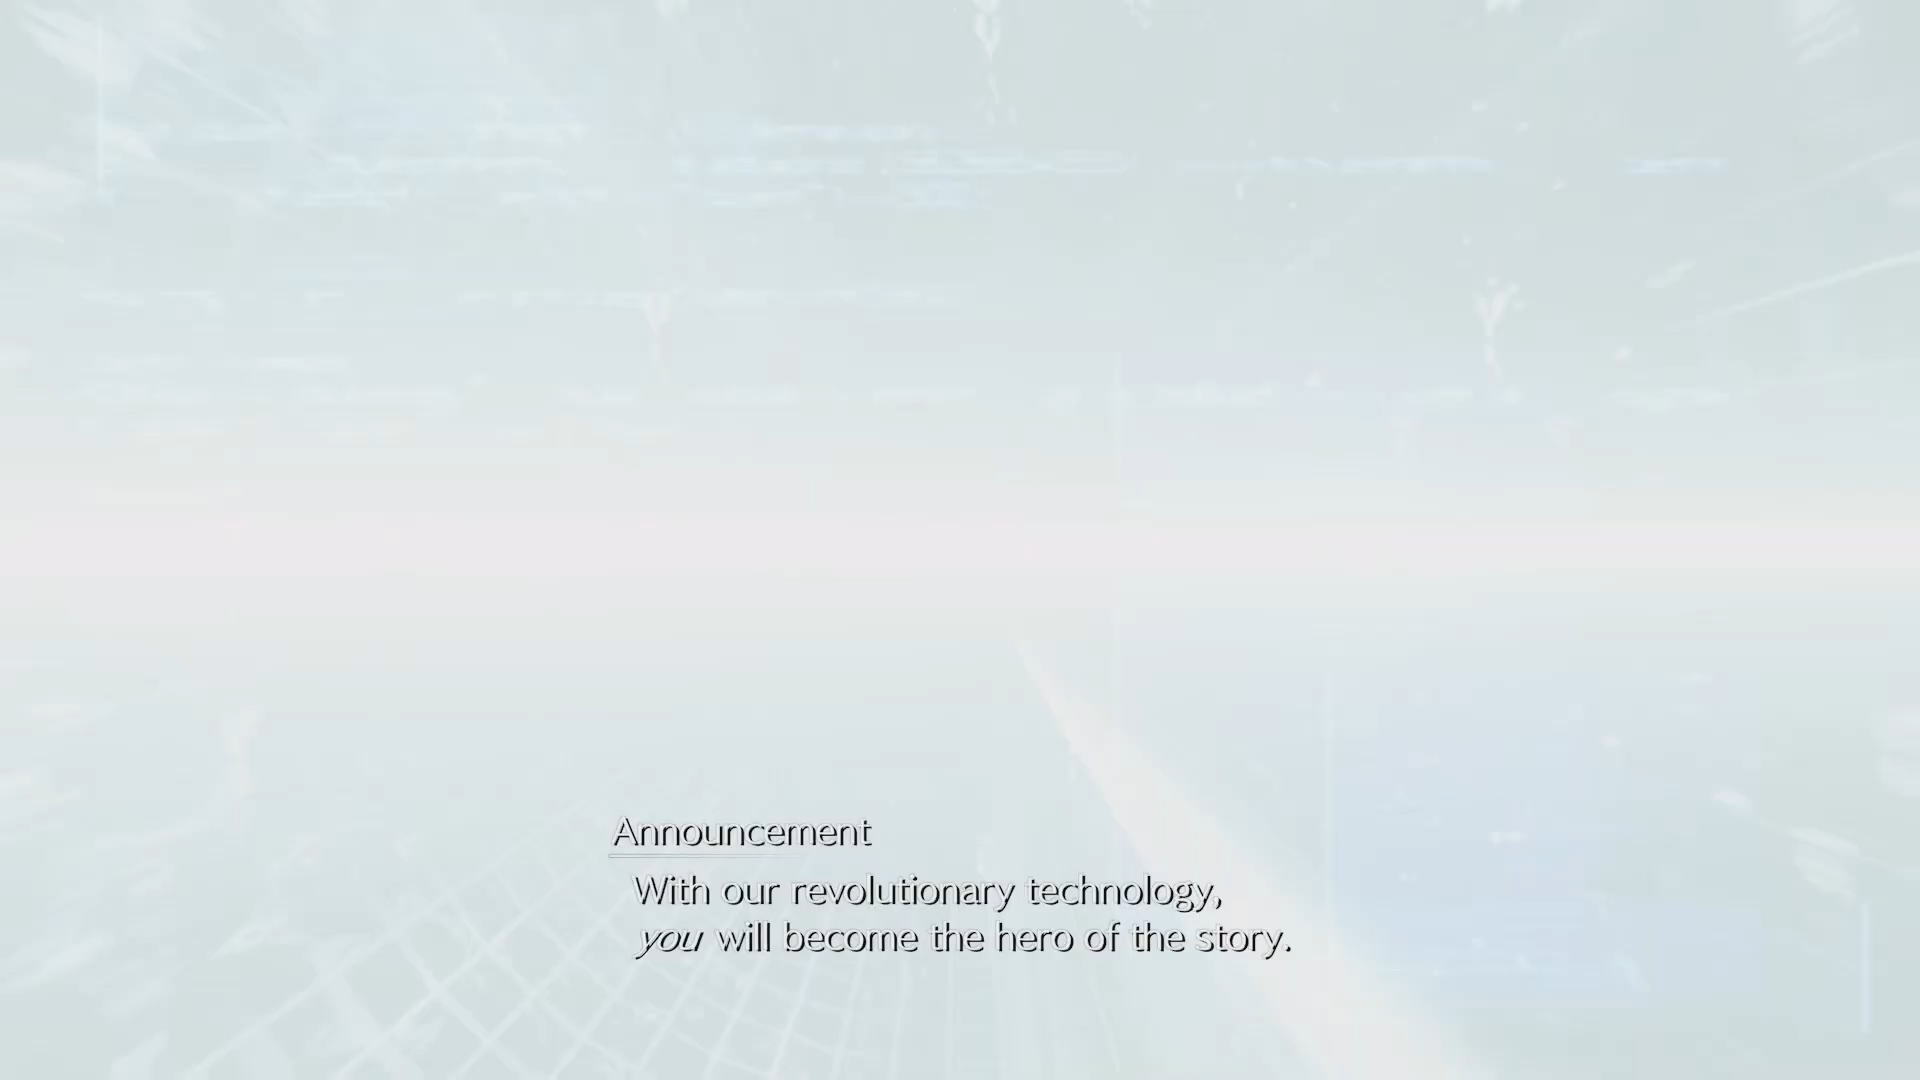 Announcement
With our revolutionary technology,
you will become the hero of the story.